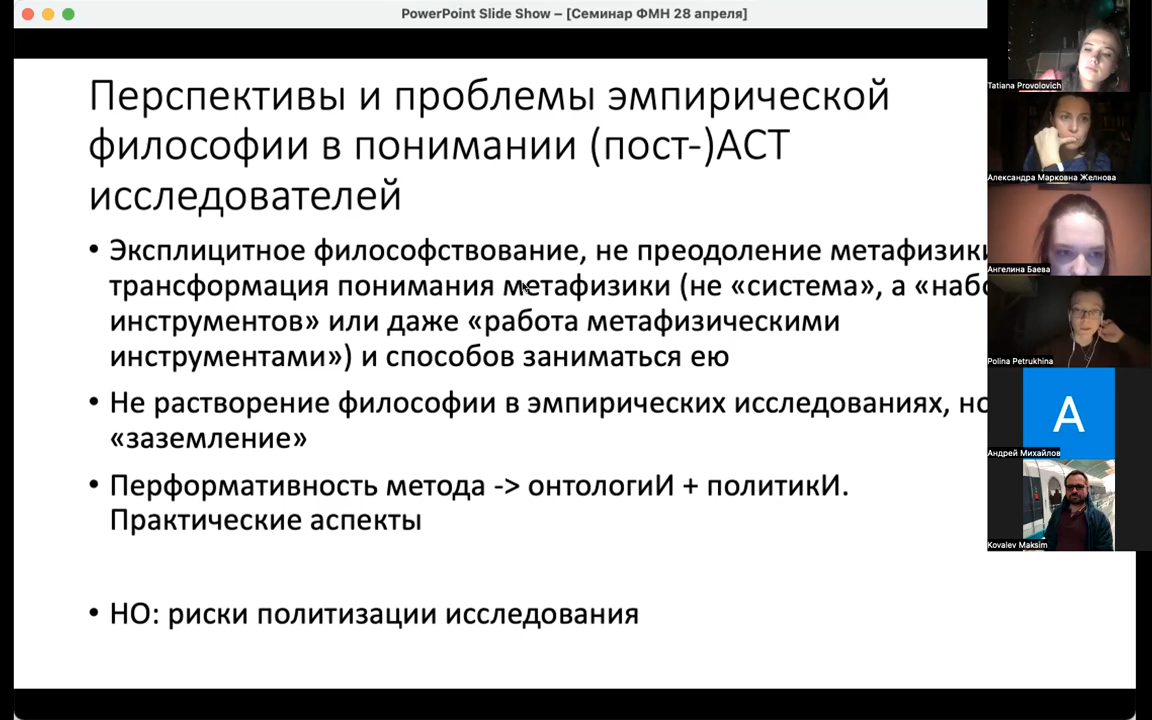 PowerPoint Slide Show – [Семинар ФМН 28 апреля]
Перспективы и проблемы эмпирической
философии в понимании (пост-)АСТ
исследователей
• Эксплицитное философствование, не преодоление метафизики
трансформация понимания метафизики (не «система», а
инструментов» или даже «работа метафизическими
инструментами») и способов заниматься ею
• Не растворение философии в эмпирических исследованиях, но
«заземление»
• Перформативность метода -> онтологиИ + политикИ.
Практические аспекты
• НО: риски политизации исследования
Tatiana Provolovich
Александра Марковна Желнова
Ангелина Баева
Polina Petrukhina
A
Андрей Михайлов
Kovalev Maksim